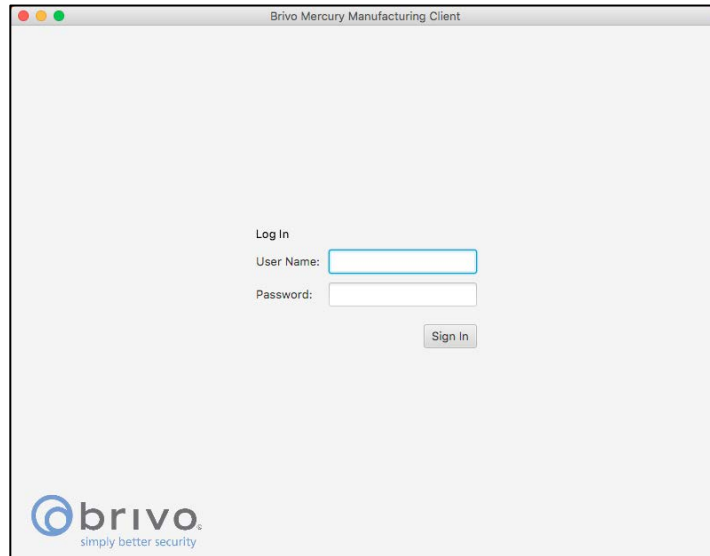 Brivo Mercury Manufacturing Client
Log In
User Name:
Password:
Sign In
brivo
simply better security